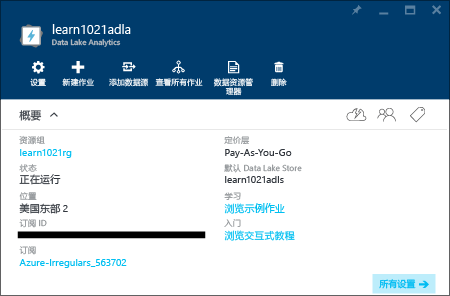 learn1021adla
Data Lake Analytics
设置
新建作业
添加数据源
查看所有作业
数据资源管
理器
删除
概要
资源组
learn1021rg
状态
正在运行
位置
美国东部 2
订阅 ID
订阅
Azure-Irregulars_563702
定价层
Pay-As-You-Go
默认 Data Lake Store
learn1021adls
学习
浏览示例作业
入门
浏览交互式教程
所有设置